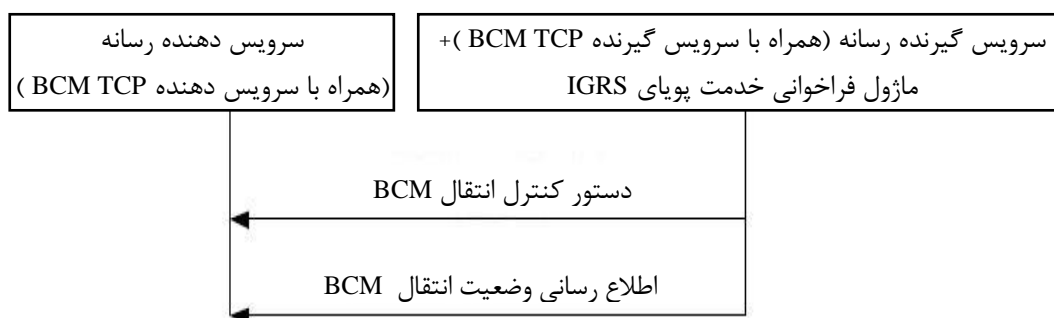 سرویس گیرنده رسانه (همراه با سرویس گیرنده BCM TCP )+
ماژول فراخوانی خدمت پویای IGRS
سرویس دهنده رسانه
(همراه با سرویس دهنده BCM TCP )
دستور کنترل انتقال BCM
اطلاع رسانی وضعیت انتقال BCM